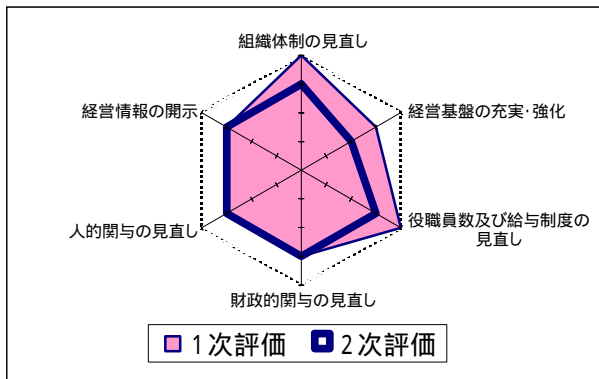 組織体制の見直し
経営情報の開示
経営基盤の充実・強化
人的関与の見直し
役職員数及び給与制度の
見直し
財政的関与の見直し
1次評価 2次評価